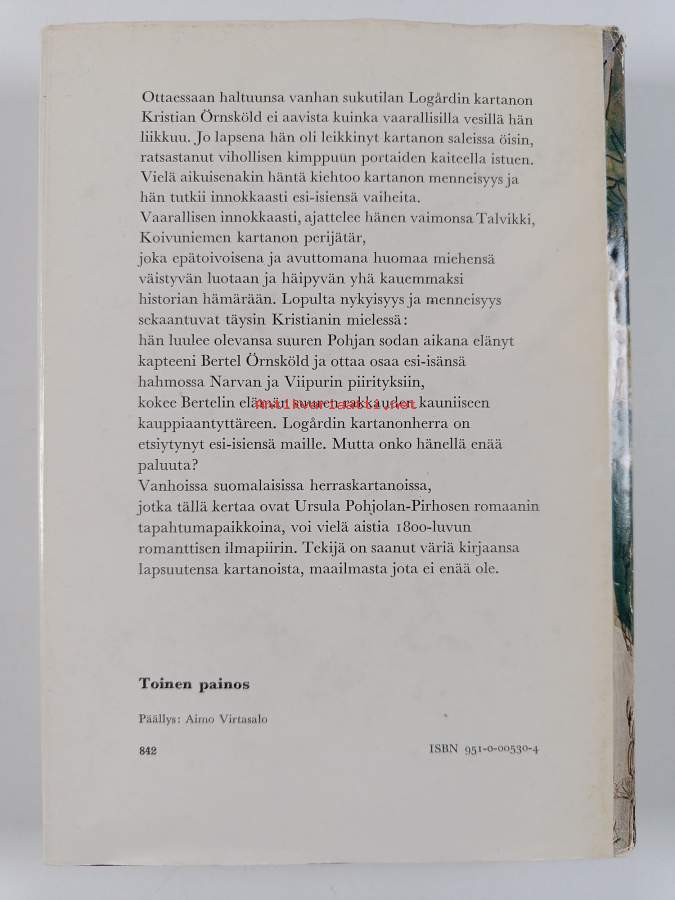 Ottaessaan haltuunsa vanhan sukutilan Logårdin kartanon
Kristian Örnsköld ei aavista kuinka vaarallisilla vesillä hän
liikkuu. Jo lapsena hän oli leikkinyt kartanon saleissa öisin,
ratsastanut vihollisen kimppuun portaiden kaiteella istuen.
Vielä aikuisenakin häntä kiehtoo kartanon menneisyys ja
hän tutkii innokkaasti esi-isiensä vaiheita.
Vaarallisen innokkaasti, ajattelee hänen vaimonsa Talvikki,
Koivuniemen kartanon perijätär,
joka epätoivoisena ja avuttomana huomaa miehensä
väistyvän luotaan ja häipyvän yhä kauemmaksi
historian hämärään. Lopulta nykyisyys ja menneisyys
sekaantuvat täysin Kristianin mielessä:
hän luulee olevansa suuren Pohjan sodan aikana elänyt
kapteeni Bertel Örnsköld ja ottaa osaa esi-isänsä
hahmossa Narvan ja Viipurin piirityksiin,
kokee Bertelin elämän suuren rakkauden kauniiseen
Antikvariaatti.net
kauppiaantyttäreen. Logårdin kartanonherra on
etsiytynyt esi-isiensä maille. Mutta onko hänellä enää
paluuta?
Vanhoissa suomalaisissa herraskartanoissa,
jotka tällä kertaa ovat Ursula Pohjolan-Pirhosen romaanin
tapahtumapaikkoina, voi vielä aistia 1800-luvun
romanttisen ilmapiirin. Tekijä on saanut väriä kirjaansa
lapsuutensa kartanoista, maailmasta jota ei enää ole.
Toinen painos
Päällys: Aimo Virtasalo
842 ISBN 951-0-00530-4